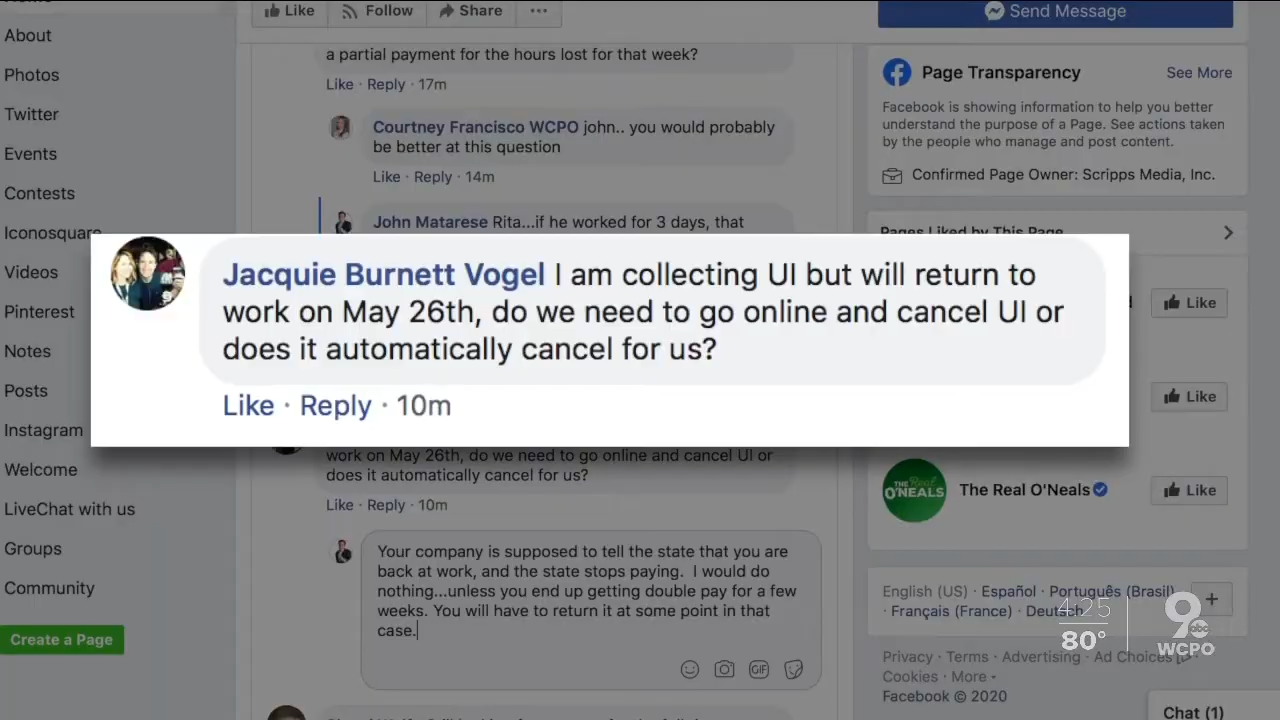 About
Photos
Twitter
Events
Contests
Iconosquare
Videos
Pinterest
Notes
Posts
Instagram
Welcome
LiveChat with us
Groups
Community
Create a Page
Like
Follow
Share
Send Message
a partial payment for the hours lost for that week?
Like · Reply · 17m
Courtney Francisco WCPO john.. you would probably
be better at this question
Like · Reply · 14m
John Matarese Rita...if he worked for 3 days, that
Jacquie Burnett Vogel I am collecting UI but will return to
work on May 26th, do we need to go online and cancel UI or
does it automatically cancel for us?
Like · Reply · 10m
work on May 26th, do we need to go online and cancel UI or
does it automatically cancel for us?
Like · Reply · 10m
Your company is supposed to tell the state that you are
back at work, and the state stops paying. I would do
nothing...unless you end up getting double pay for a few
weeks. You will have to return it at some point in that
case.
GIF
Page Transparency
See More
Facebook is showing information to help you better
understand the purpose of a Page. See actions taken
by the people who manage and post content.
Confirmed Page Owner: Scripps Media, Inc.
Pages Liked by This Page
Like
Like
THE Real
O'NEALS
The Real O'Neals
Like
English (US) · Español · Português (Brasil)
· Français (France) · Deutsch
Privacy · Terms · Advertising · Ad Choices
Cookies · More
Facebook © 2020
4:25
80°
9
abc
WCPO
Chat (1)